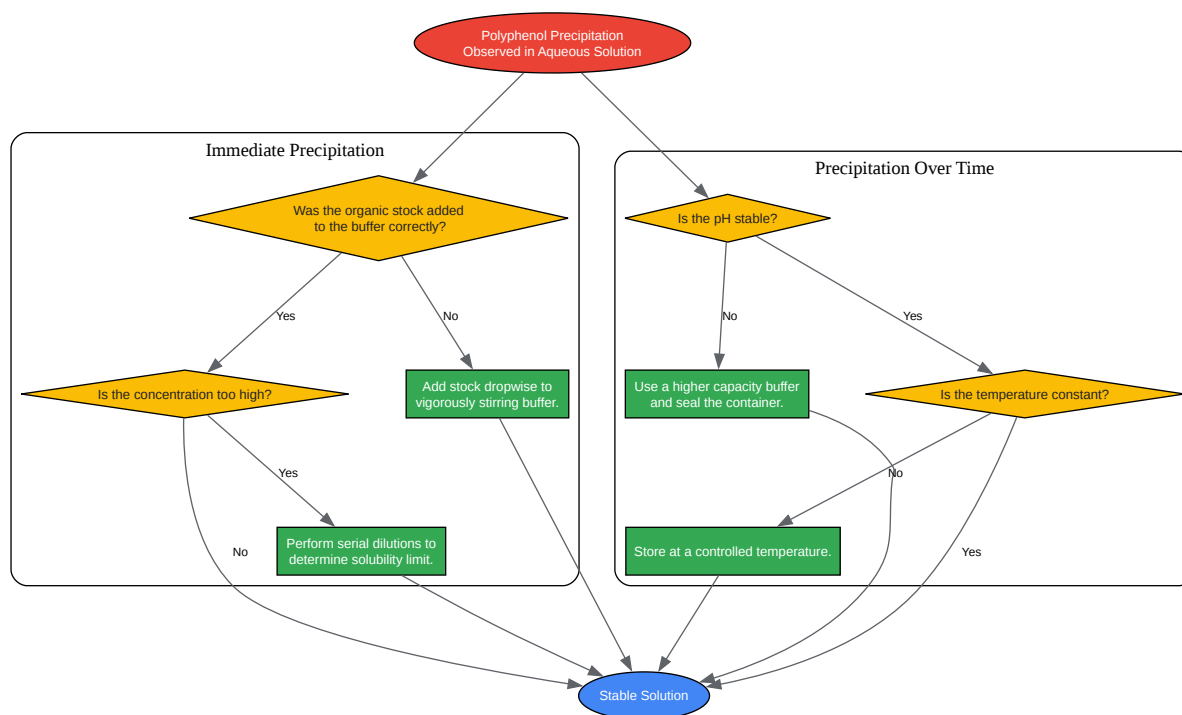 Polyphenol Precipitation
Observed in Aqueous Solution
Immediate Precipitation
Was the organic stock added
to the buffer correctly?
Yes
No
Is the concentration too high?
Add stock dropwise to
vigorously stirring buffer.
Yes
No
Perform serial dilutions to
determine solubility limit.
Precipitation Over Time
Is the pH stable?
No
Yes
Use a higher capacity buffer
and seal the container.
Is the temperature constant?
No
Yes
Store at a controlled temperature.
Stable Solution